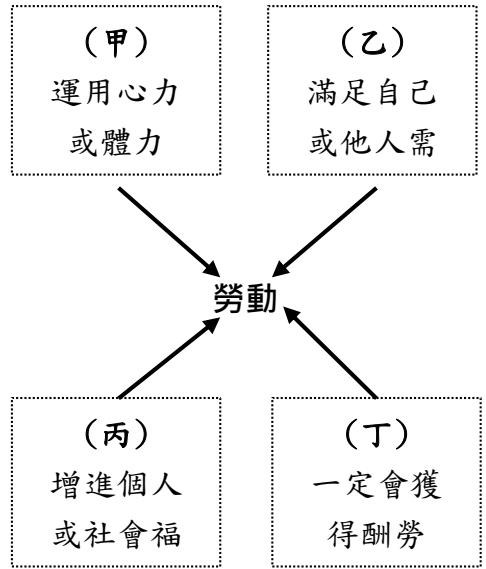 （甲）
運用心力
或體力
（乙）
滿足自己
或他人需
勞動
（丙）
增進個人
或社會福
（丁）
一定會獲
得酬勞